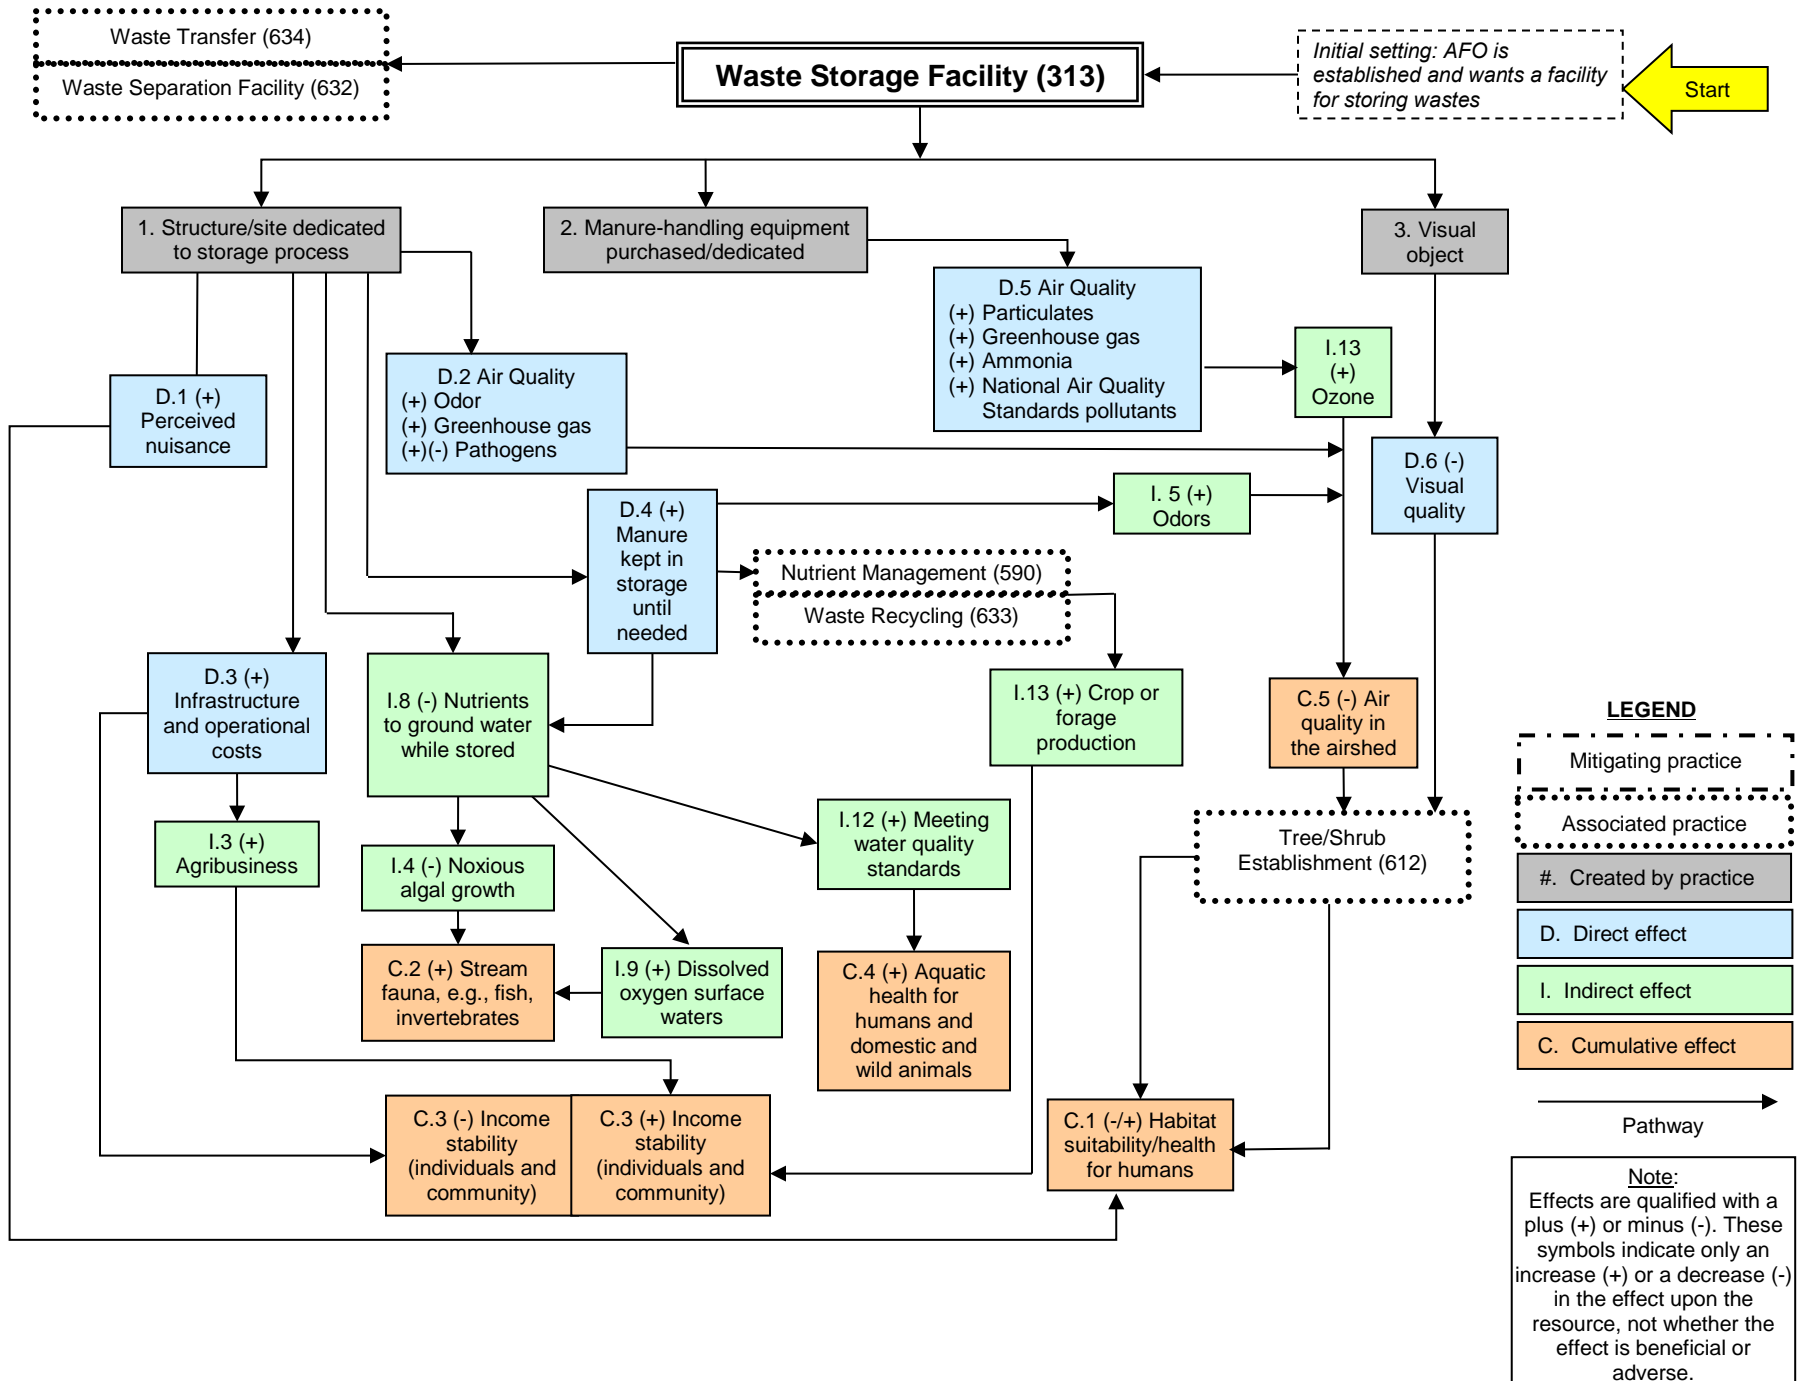 Waste Transfer (634)
Waste Separation Facility (632)
Waste Storage Facility (313)
Initial setting: AFO is
established and wants a facility
for storing wastes
Start
1. Structure/site dedicated
to storage process
2. Manure-handling equipment
purchased/dedicated
3. Visual
object
D.5 Air Quality
(+) Particulates
(+) Greenhouse gas
(+) Ammonia
(+) National Air Quality
Standards pollutants
I.13
(+)
Ozone
D.1 (+)
Perceived
nuisance
D.2 Air Quality
(+) Odor
(+) Greenhouse gas
(+)(-) Pathogens
D.6 (-)
Visual
quality
D.4 (+)
Manure
kept in
storage
until
needed
I. 5 (+)
Odors
Nutrient Management (590)
Waste Recycling (633)
D.3 (+)
Infrastructure
and operational
costs
I.8 (-) Nutrients
to ground water
while stored
I.13 (+) Crop or
forage
production
C.5 (-) Air
quality in
the airshed
I.3 (+)
Agribusiness
I.4 (-) Noxious
algal growth
I.12 (+) Meeting
water quality
standards
Tree/Shrub
Establishment (612)
C.2 (+) Stream
fauna, e.g., fish,
invertebrates
I.9 (+) Dissolved
oxygen surface
waters
C.4 (+) Aquatic
health for
humans and
domestic and
wild animals
C.3 (-) Income
stability
(individuals and
community)
C.3 (+) Income
stability
(individuals and
community)
C.1 (-/+) Habitat
suitability/health
for humans
LEGEND
Mitigating practice
Associated practice
#. Created by practice
D. Direct effect
I. Indirect effect
C. Cumulative effect
Pathway
Note:
Effects are qualified with a
plus (+) or minus (-). These
symbols indicate only an
increase (+) or a decrease (-)
in the effect upon the
resource, not whether the
effect is beneficial or
adverse.